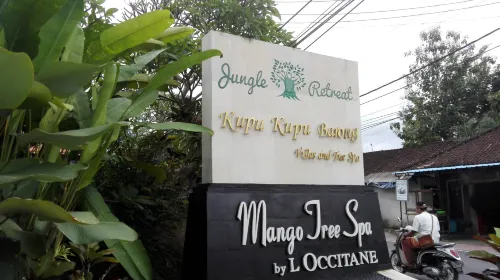 Jungle Retreat
Kupu Kupu Barong
Villas and Tree Spa
Mango Tree Spa
by L'OCCITANE